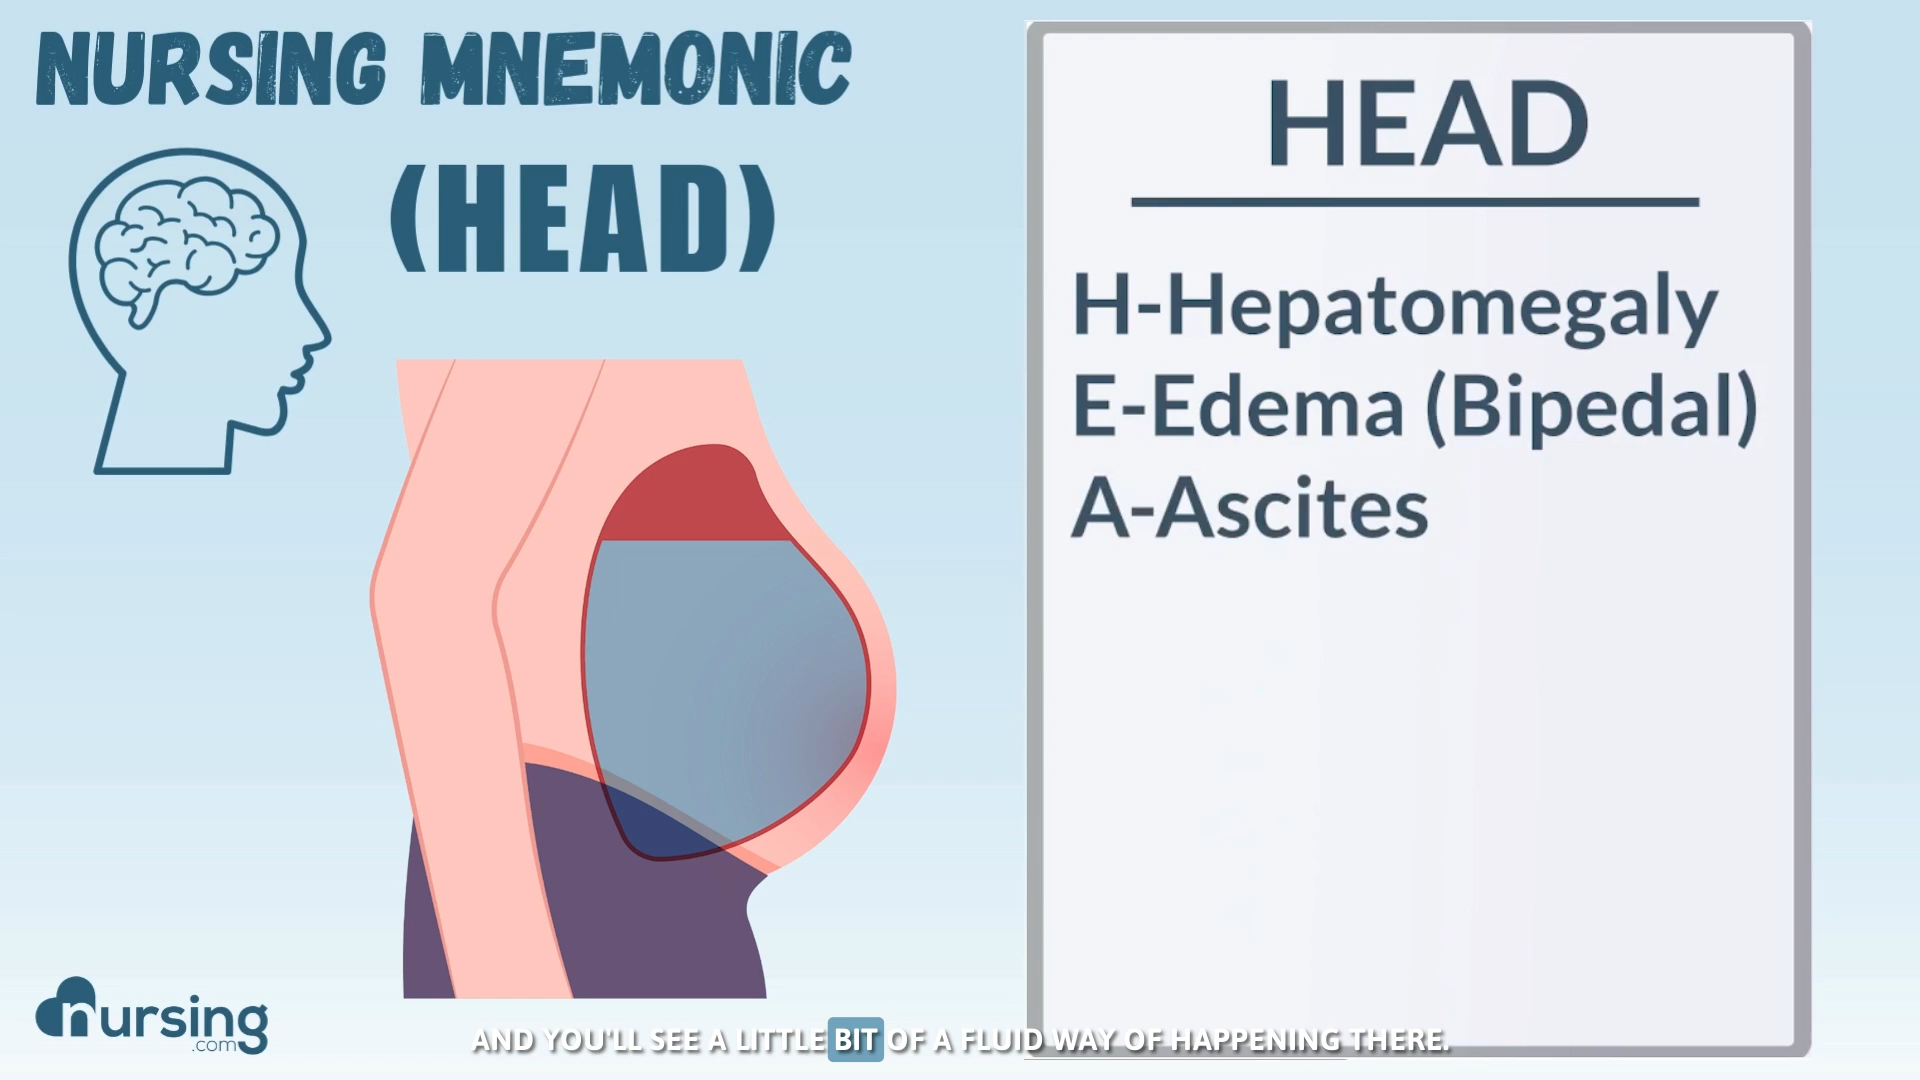 NURSING MNEMONIC
(HEAD)
HEAD
H-Hepatomegaly
E-Edema (Bipedal)
A-Ascites
nursing
.com
AND YOU'LL SEE A LITTLE BIT OF A FLUID WAY OF HAPPENING THERE.